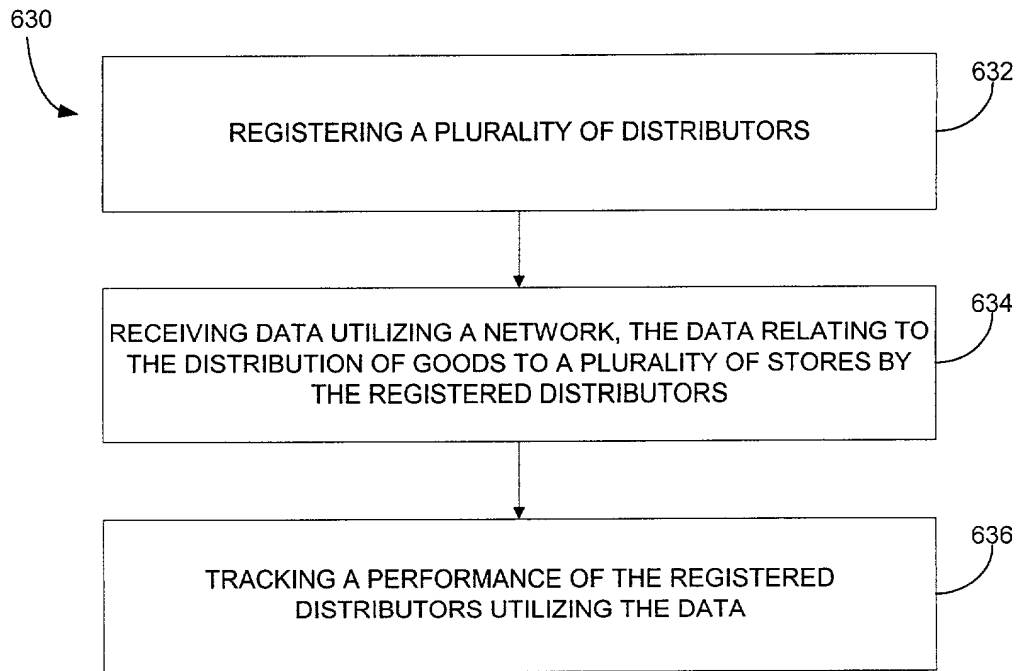 630
632
REGISTERING A PLURALITY OF DISTRIBUTORS
634
RECEIVING DATA UTILIZING A NETWORK, THE DATA RELATING TO
THE DISTRIBUTION OF GOODS TO A PLURALITY OF STORES BY
THE REGISTERED DISTRIBUTORS
636
TRACKING A PERFORMANCE OF THE REGISTERED
DISTRIBUTORS UTILIZING THE DATA